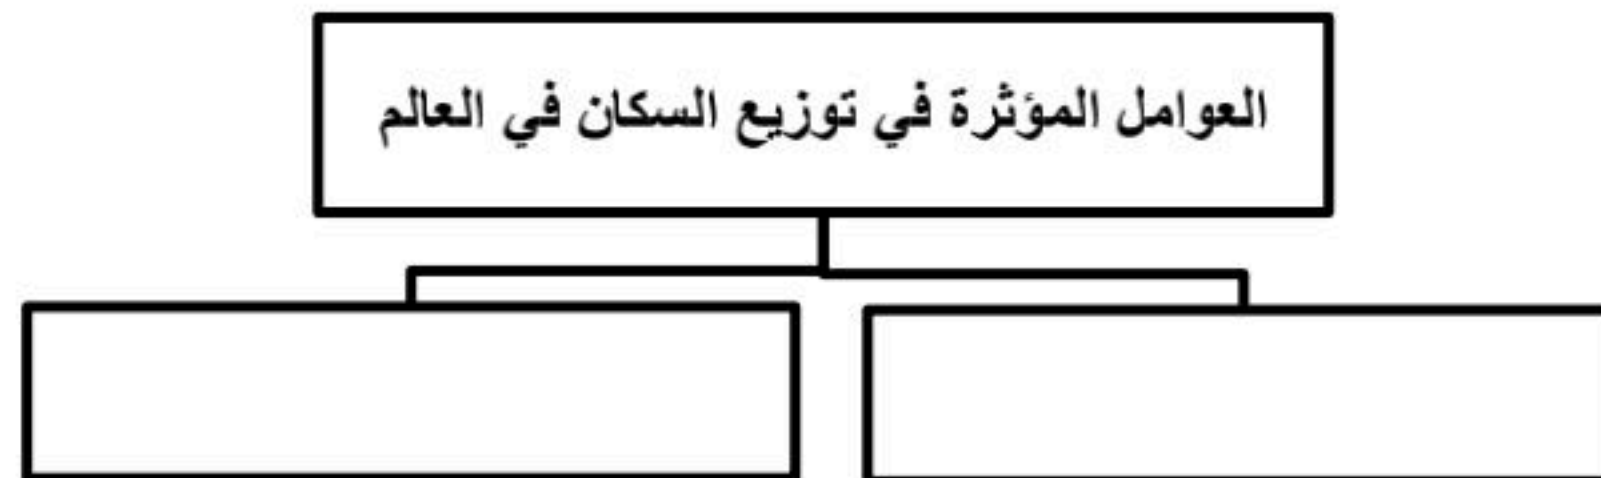 العوامل المؤثرة في توزيع السكان في العالم